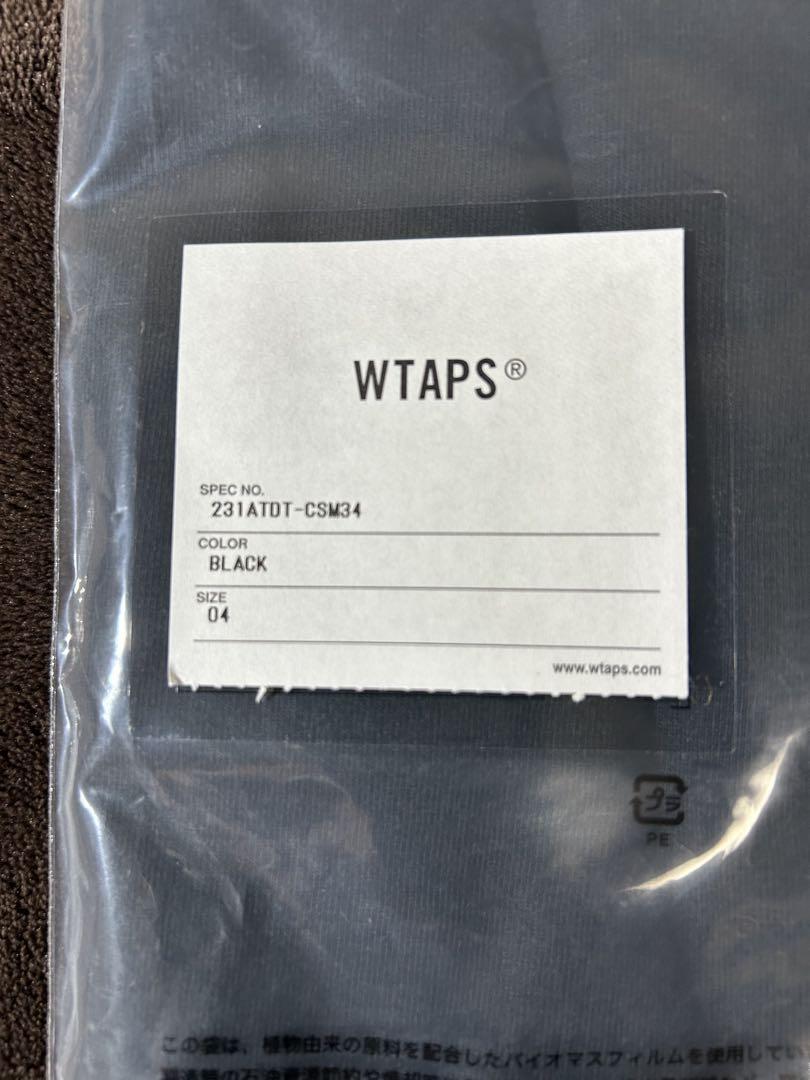 WTAPS®
SPEC NO.
231ATDT-CSM34
COLOR
BLACK
SIZE
04
www.wtaps.com
プラ
PE
この袋は、植物由来の原料を配合したバイオマスフィルムを使用してい